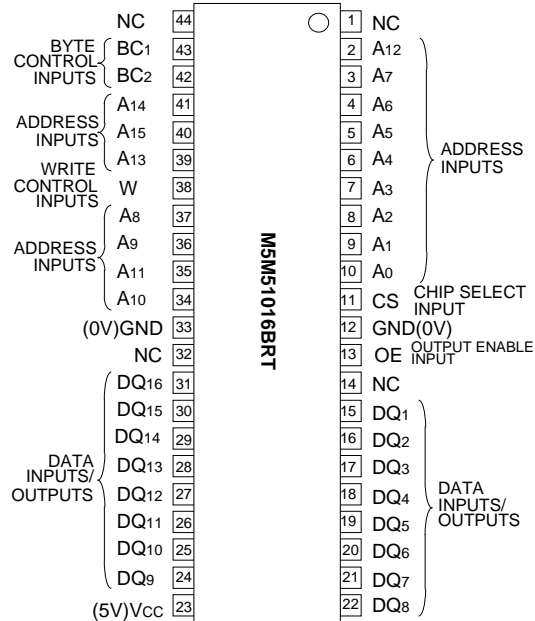 NC 44
BYTE CONTROL INPUTS
BC1 43
BC2 42
ADDRESS INPUTS
A14 41
A15 40
A13 39
WRITE CONTROL INPUTS
W 38
ADDRESS INPUTS
A8 37
A9 36
A11 35
A10 34
(0V)GND 33
NC 32
DATA INPUTS/ OUTPUTS
DQ16 31
DQ15 30
DQ14 29
DQ13 28
DQ12 27
DQ11 26
DQ10 25
DQ9 24
(5V)VCC 23
M5M51016BRT
1 NC
2 A12
3 A7
4 A6
5 A5
6 A4
7 A3
8 A2
9 A1
10 A0
ADDRESS INPUTS
11 CS CHIP SELECT INPUT
12 GND(0V)
13 OE OUTPUT ENABLE INPUT
14 NC
15 DQ1
16 DQ2
17 DQ3
18 DQ4
19 DQ5
20 DQ6
21 DQ7
22 DQ8
DATA INPUTS/ OUTPUTS